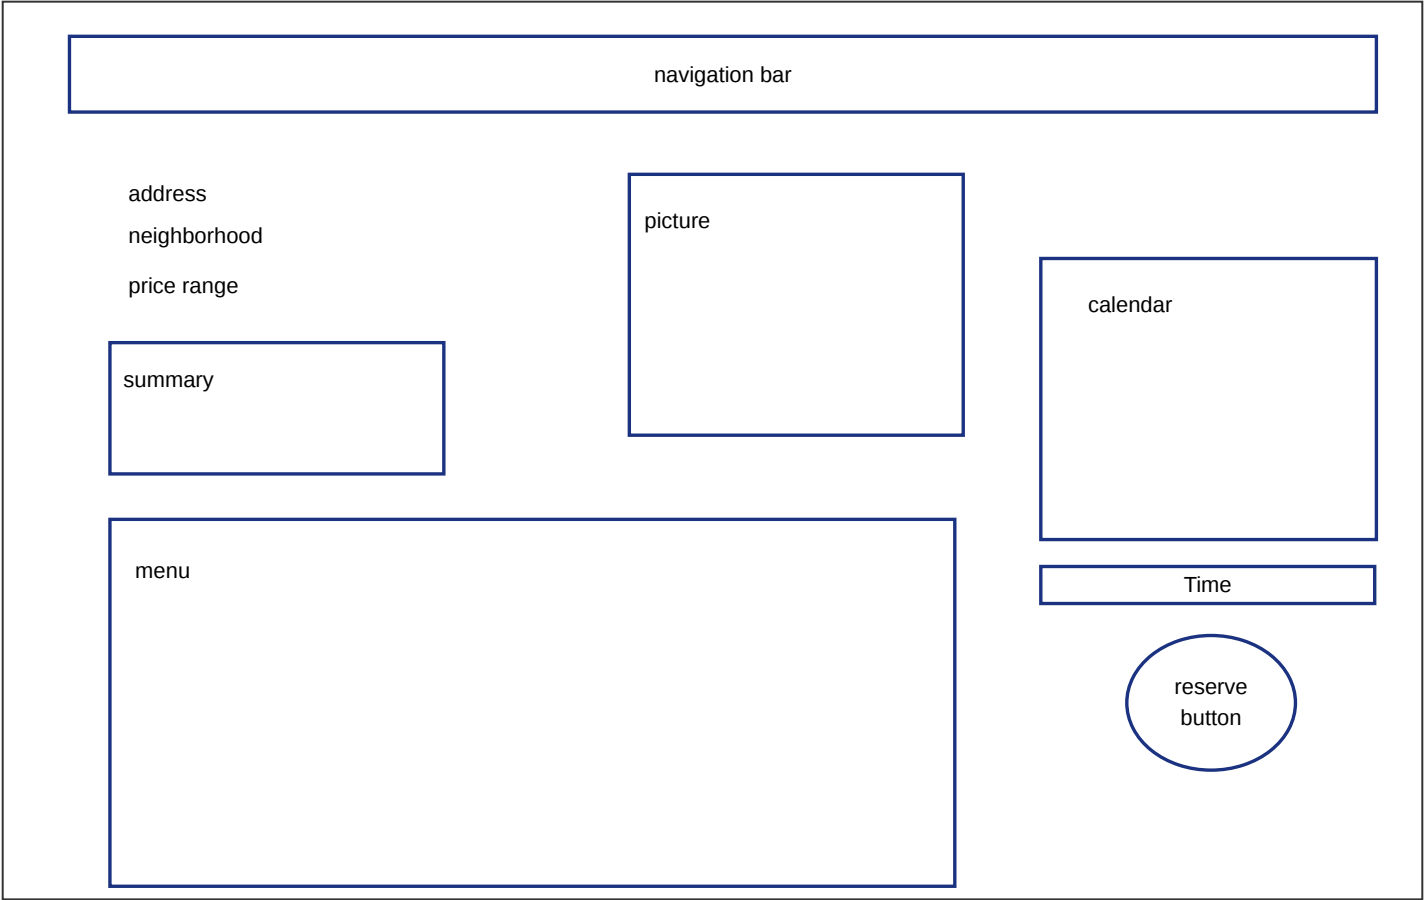 navigation bar
address
neighborhood
price range
summary
picture
calendar
menu
Time
reserve
button